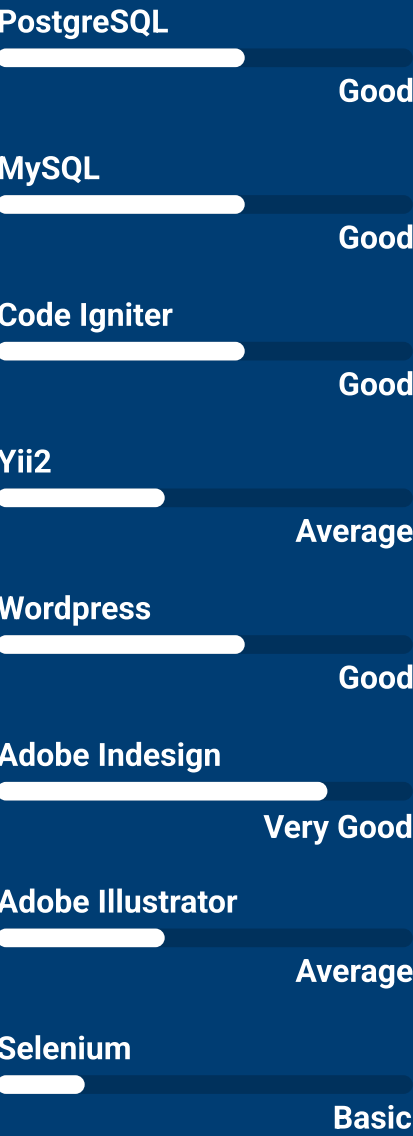 PostgreSQL
Good
MySQL
Good
Code Igniter
Good
Yii2
Average
Wordpress
Good
Adobe Indesign
Very Good
Adobe Illustrator
Average
Selenium
Basic